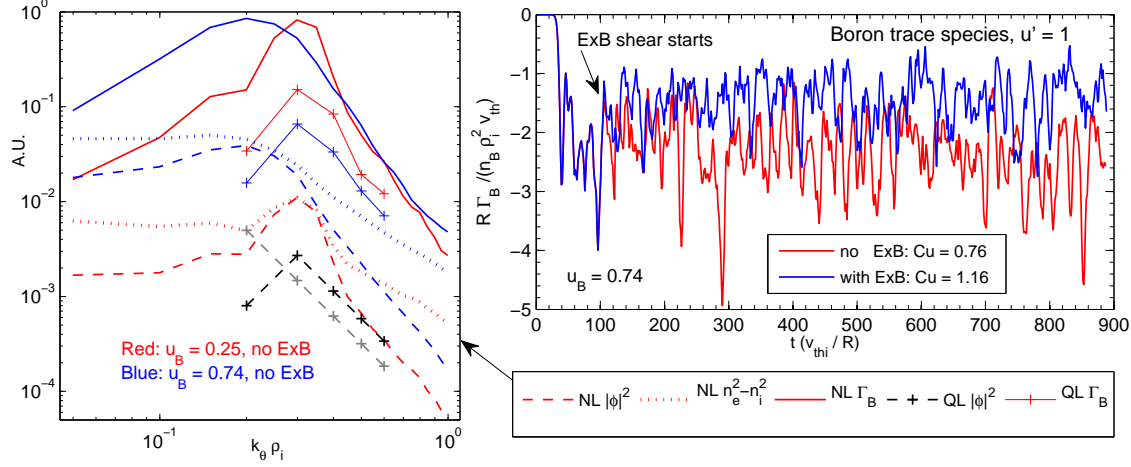 10^0
10^-1
10^-2
10^-3
10^-4
A.U.
Red: u_B = 0.25, no ExB
Blue: u_B = 0.74, no ExB
10^-1
10^0
k_θ ρ_i
0
−1
−2
−3
−4
−5
R Γ_B /(n_B ρ_i^2 v_th)
ExB shear starts
Boron trace species, u' = 1
u_B = 0.74
no ExB: Cu = 0.76
with ExB: Cu = 1.16
0 100 200 300 400 500 600 700 800 900
t (v_thi / R)
NL |ϕ|^2
NL n_e^2−n_i^2
NL Γ_B
QL |ϕ|^2
QL Γ_B